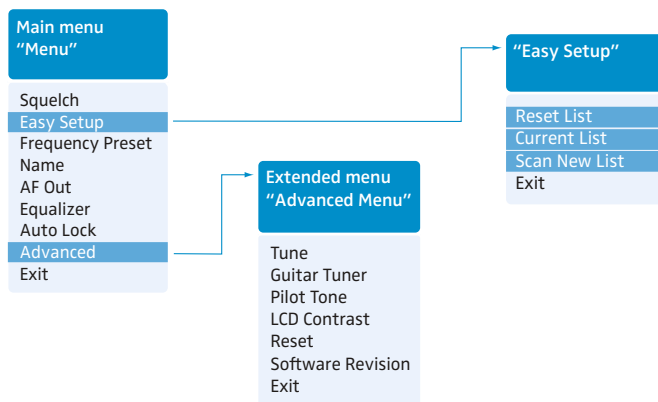 Main menu
“Menu”
Squelch
Easy Setup
Frequency Preset
Name
AF Out
Equalizer
Auto Lock
Advanced
Exit
Extended menu
“Advanced Menu”
Tune
Guitar Tuner
Pilot Tone
LCD Contrast
Reset
Software Revision
Exit
“Easy Setup”
Reset List
Current List
Scan New List
Exit